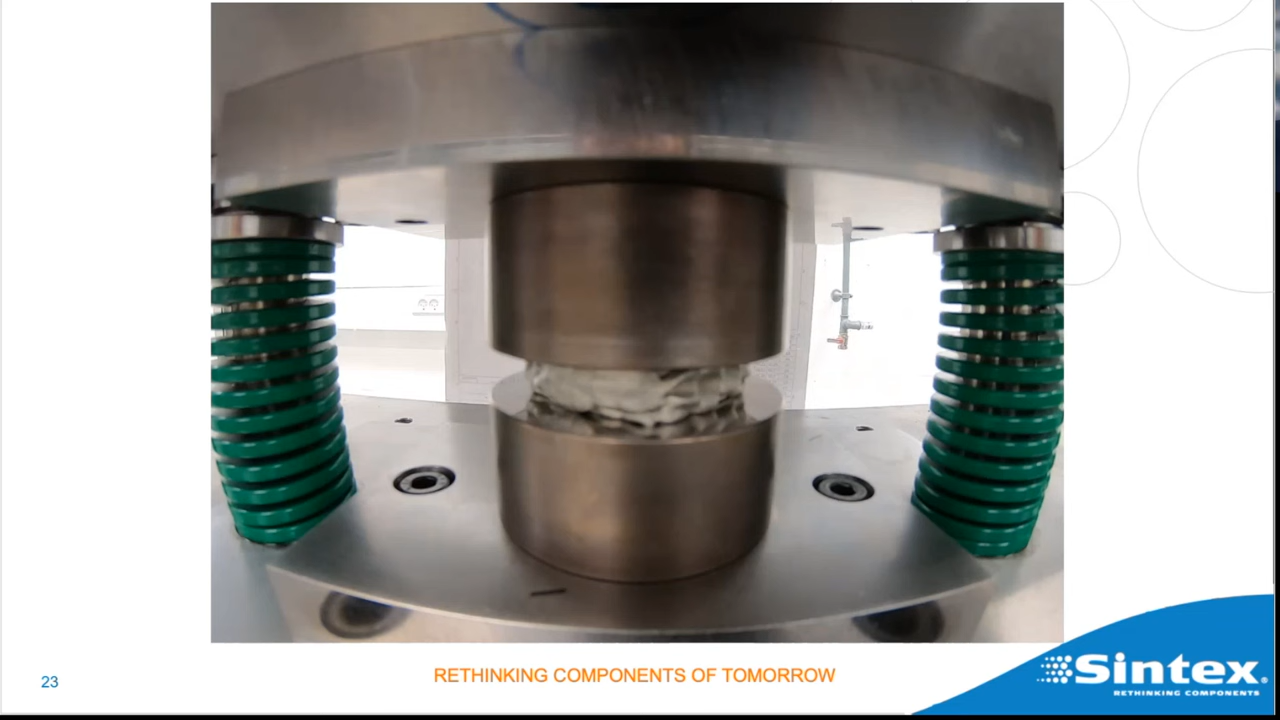 23
RETHINKING COMPONENTS OF TOMORROW
Sintex®
RETHINKING COMPONENTS